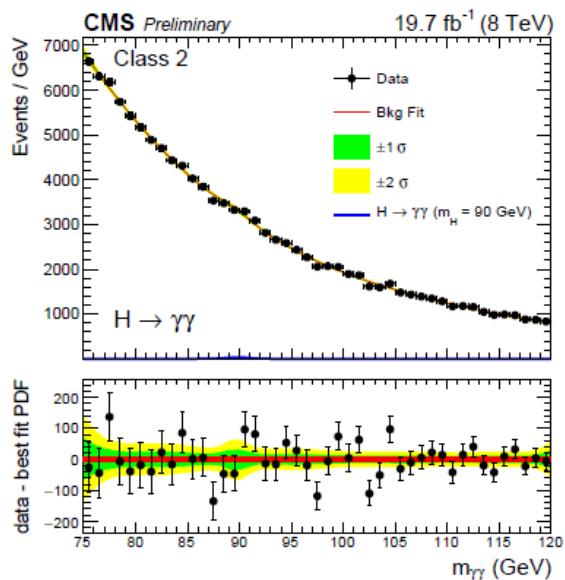 CMS Preliminary 19.7 fb⁻¹ (8 TeV)
Events / GeV
7000
6000
5000
4000
3000
2000
1000
Class 2
Data
Bkg Fit
±1 σ
±2 σ
H → γγ (m_H = 90 GeV)
H → γγ
data - best fit PDF
200
100
0
−100
−200
75 80 85 90 95 100 105 110 115 120
m_γγ (GeV)